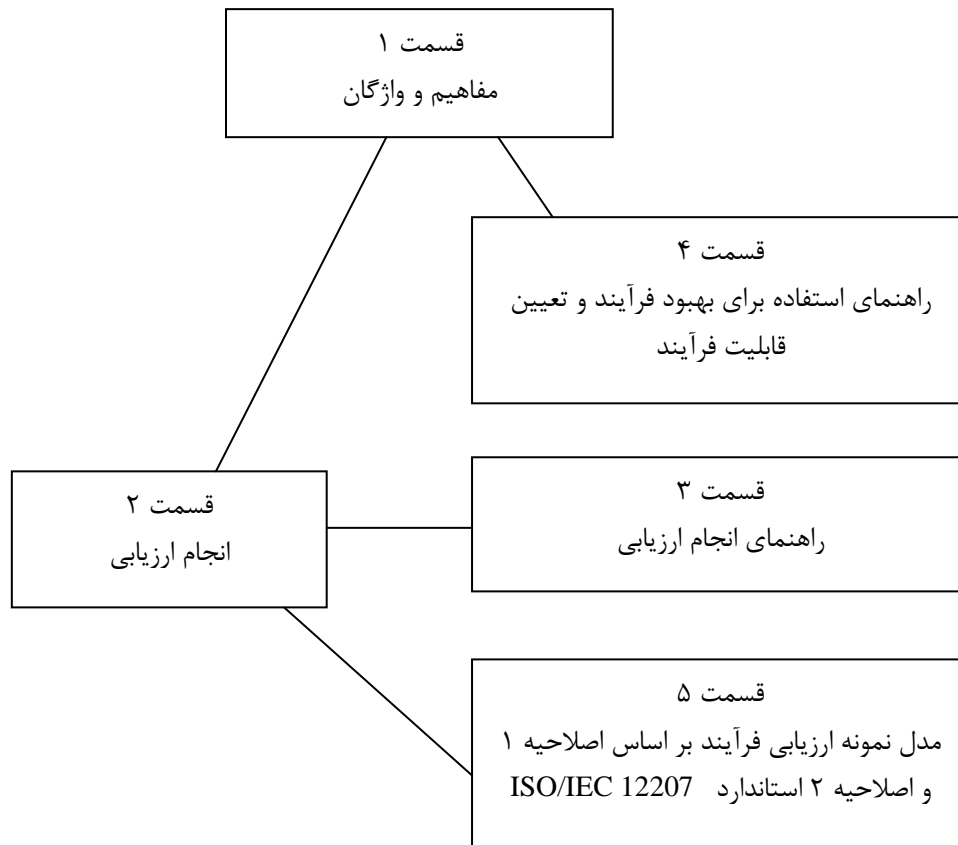 قسمت ۱
مفاهیم و واژگان
قسمت ۴
راهنمای استفاده برای بهبود فرآیند و تعیین
قابلیت فرآیند
قسمت ۲
انجام ارزیابی
قسمت ۳
راهنمای انجام ارزیابی
قسمت ۵
مدل نمونه ارزیابی فرآیند بر اساس اصلاحیه ۱
و اصلاحیه ۲ استاندارد ISO/IEC 12207